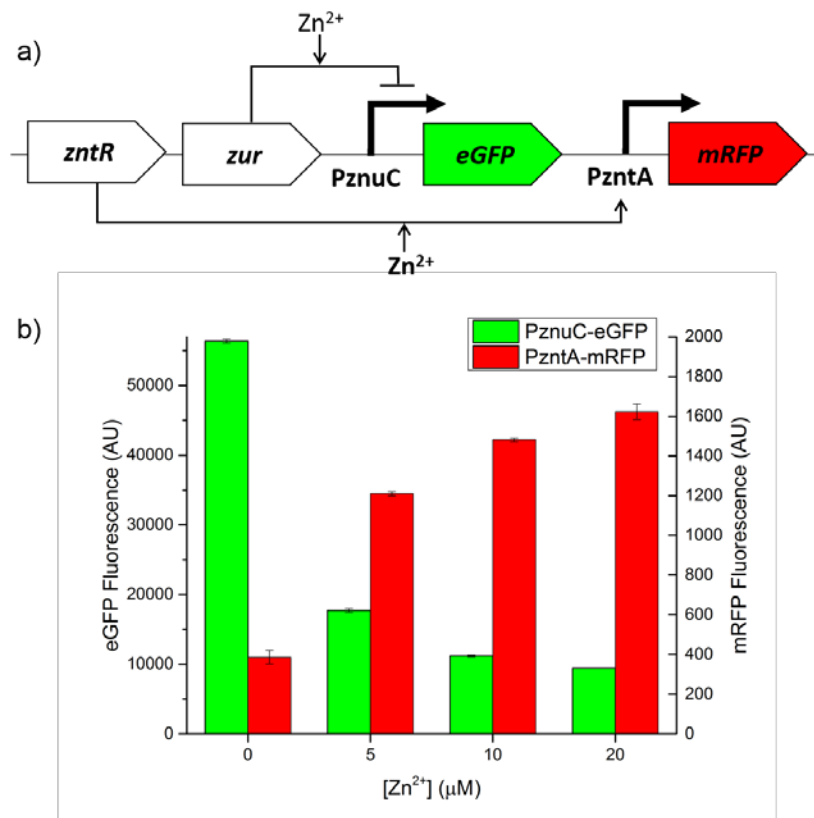 a)
Zn²⁺
zntR zur PznuC eGFP PzntA mRFP
Zn²⁺
b)
PznuC-eGFP
PzntA-mRFP
eGFP Fluorescence (AU)
50000
40000
30000
20000
10000
0
mRFP Fluorescence (AU)
2000
1800
1600
1400
1200
1000
800
600
400
200
0
0 5 10 20
[Zn²⁺] (μM)